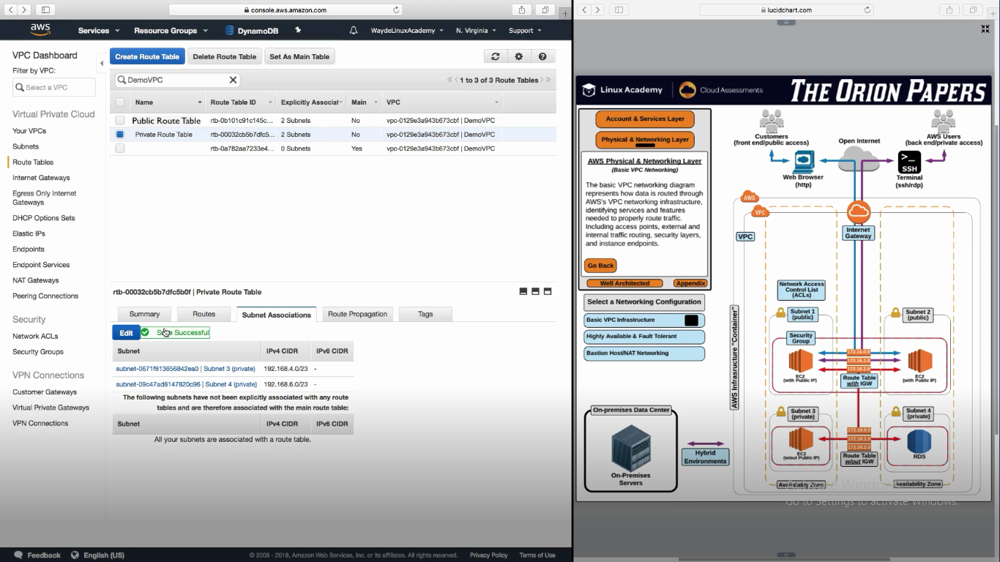 console.aws.amazon.com
aws
Services
Resource Groups
DynamoDB
WaydeLinuxAcademy
N. Virginia
Support
VPC Dashboard
Filter by VPC:
Select a VPC
Virtual Private Cloud
Your VPCs
Subnets
Route Tables
Internet Gateways
Egress Only Internet
Gateways
DHCP Options Sets
Elastic IPs
Endpoints
Endpoint Services
NAT Gateways
Peering Connections
Security
Network ACLs
Security Groups
VPN Connections
Customer Gateways
Virtual Private Gateways
VPN Connections
Create Route Table
Delete Route Table
Set As Main Table
DemoVPC
1 to 3 of 3 Route Tables
Name Route Table ID Explicitly Associat Main VPC
Public Route Table rtb-0b101c91c145c... 2 Subnets No vpc-0129e3a943b673cbf | DemoVPC
Private Route Table rtb-00032cb5b7dfc5... 2 Subnets No vpc-0129e3a943b673cbf | DemoVPC
rtb-0a782aa7233e4... 0 Subnets Yes vpc-0129e3a943b673cbf | DemoVPC
rtb-00032cb5b7dfc5b0f | Private Route Table
Summary
Routes
Subnet Associations
Route Propagation
Tags
Edit
Successful
Subnet IPv4 CIDR IPv6 CIDR
subnet-0671f813656842ea0 | Subnet 3 (private) 192.168.4.0/23 -
subnet-09c47ad8147820c96 | Subnet 4 (private) 192.168.6.0/23 -
The following subnets have not been explicitly associated with any route
tables and are therefore associated with the main route table:
Subnet IPv4 CIDR IPv6 CIDR
All your subnets are associated with a route table.
Feedback
English (US)
© 2008 - 2018, Amazon Web Services, Inc. or its affiliates. All rights reserved.
Privacy Policy
Terms of Use
lucidchart.com
Linux Academy
Cloud Assessments
THE ORION PAPERS
Account & Services Layer
Physical & Networking Layer
AWS Physical & Networking Layer
(Basic VPC Networking)
The basic VPC networking diagram
represents how data is routed through
AWS's VPC networking infrastructure,
identifying services and features
needed to properly route traffic.
Including access points, external and
internal traffic routing, security layers,
and instance endpoints.
Go Back
Well Architected
Appendix
Select a Networking Configuration
Basic VPC Infrastructure
Highly Available & Fault Tolerant
Bastion Host/NAT Networking
On-premises Data Center
On-Premises
Servers
Hybrid
Environments
Customers
(front end/public access)
Open Internet
AWS Users
(back end/private access)
Web Browser
(http)
>_
SSH
Terminal
(ssh/rdp)
AWS
VPC
VPC
Internet
Gateway
AWS Infrasructure "Container"
Network Access
Control List
(ACLs)
Subnet 1
(public)
Subnet 2
(public)
Security
Group
EC2
(with Public IP)
172.16.0.0
172.16.1.0
172.16.2.0
Route Table
with IGW
EC2
(with Public IP)
Subnet 3
(private)
Subnet 4
(private)
EC2
(w/out Public IP)
172.16.0.0
172.16.1.0
172.16.2.0
Route Table
w/out IGW
RDS
Availability Zone
Availability Zone
Go to Settings to activate Windows.